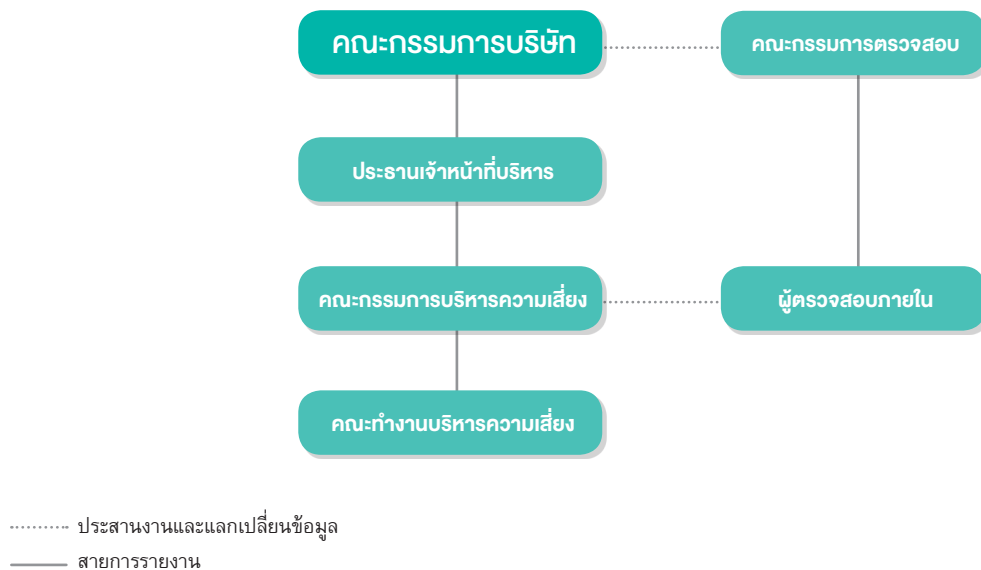 คณะกรรมการบริษัท
คณะกรรมการตรวจสอบ
ประธานเจ้าหน้าที่บริหาร
คณะกรรมการบริหารความเสี่ยง
ผู้ตรวจสอบภายใน
คณะทำงานบริหารความเสี่ยง
ประสานงานและแลกเปลี่ยนข้อมูล
สายการรายงาน